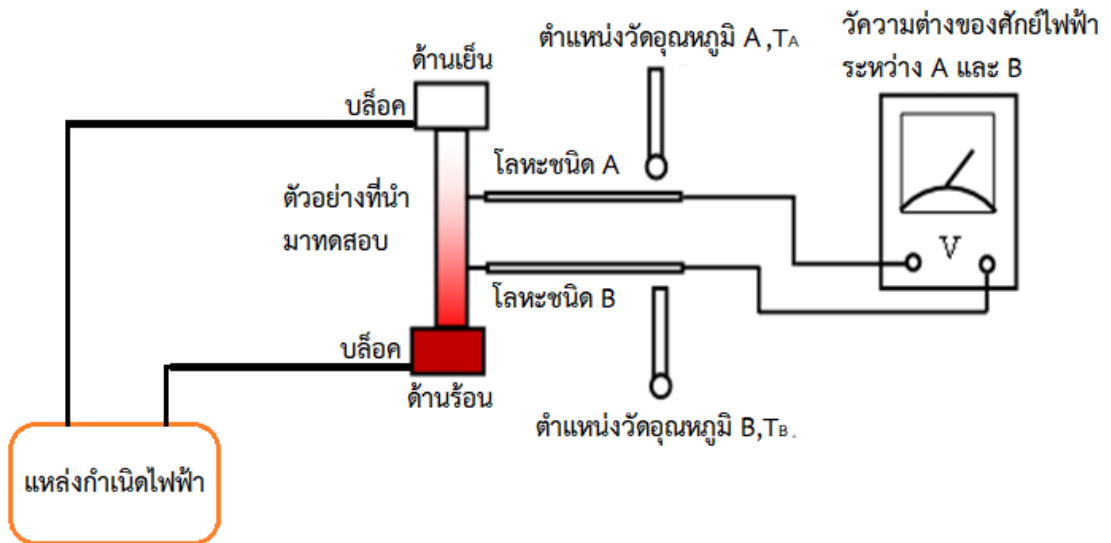 ตำแหน่งวัดอุณหภูมิ A ,TA
วัความต่างของศักย์ไฟฟ้า
ระหว่าง A และ B
ด้านเย็น
บล็อค
โลหะชนิด A
ตัวอย่างที่นำ
มาทดสอบ
V
โลหะชนิด B
บล็อค
ด้านร้อน
ตำแหน่งวัดอุณหภูมิ B,TB.
แหล่งกำเนิดไฟฟ้า